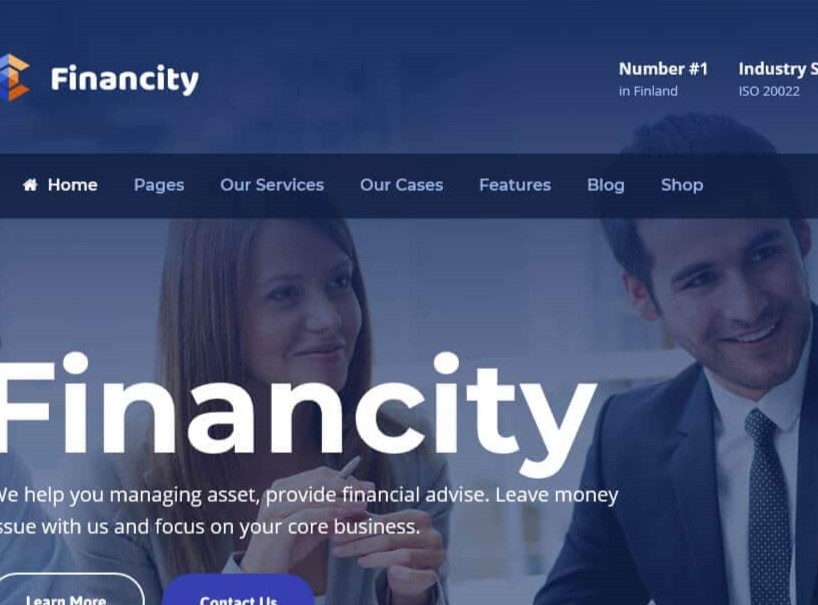 Financity
Number #1
in Finland
Industry S
ISO 20022
Home
Pages
Our Services
Our Cases
Features
Blog
Shop
Financity
We help you managing asset, provide financial advise. Leave money
ssue with us and focus on your core business.
Learn More
Contact Us